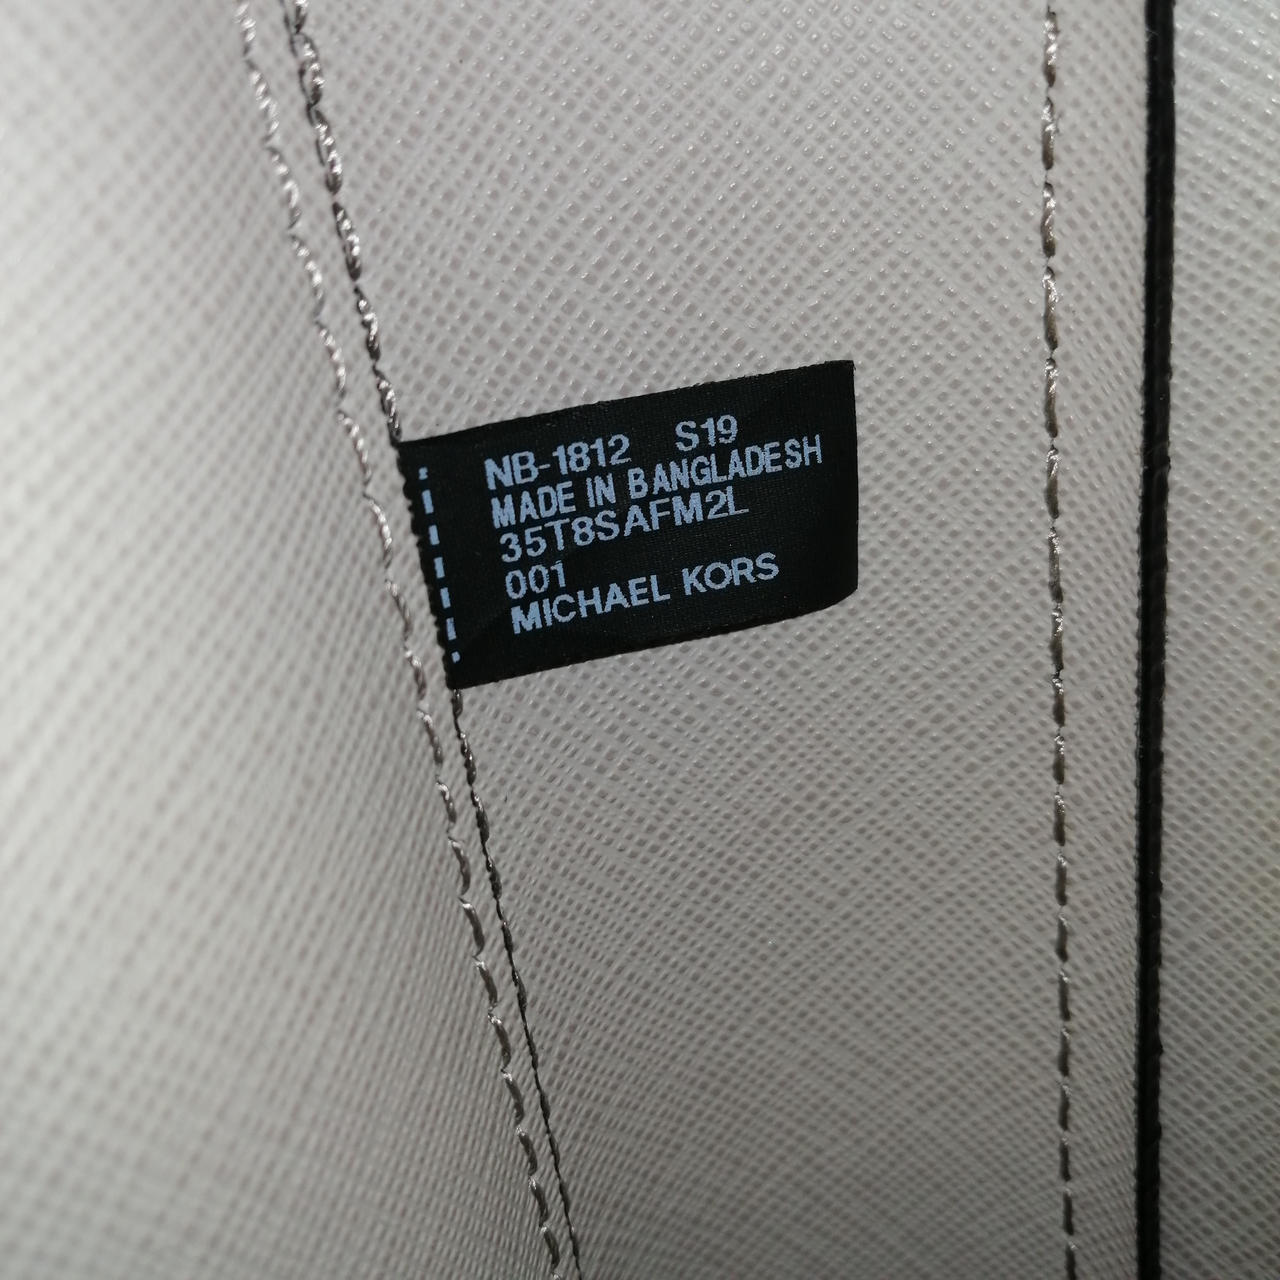 NB-1812 S19
MADE IN BANGLADESH
35T8SAFM2L
001
MICHAEL KORS